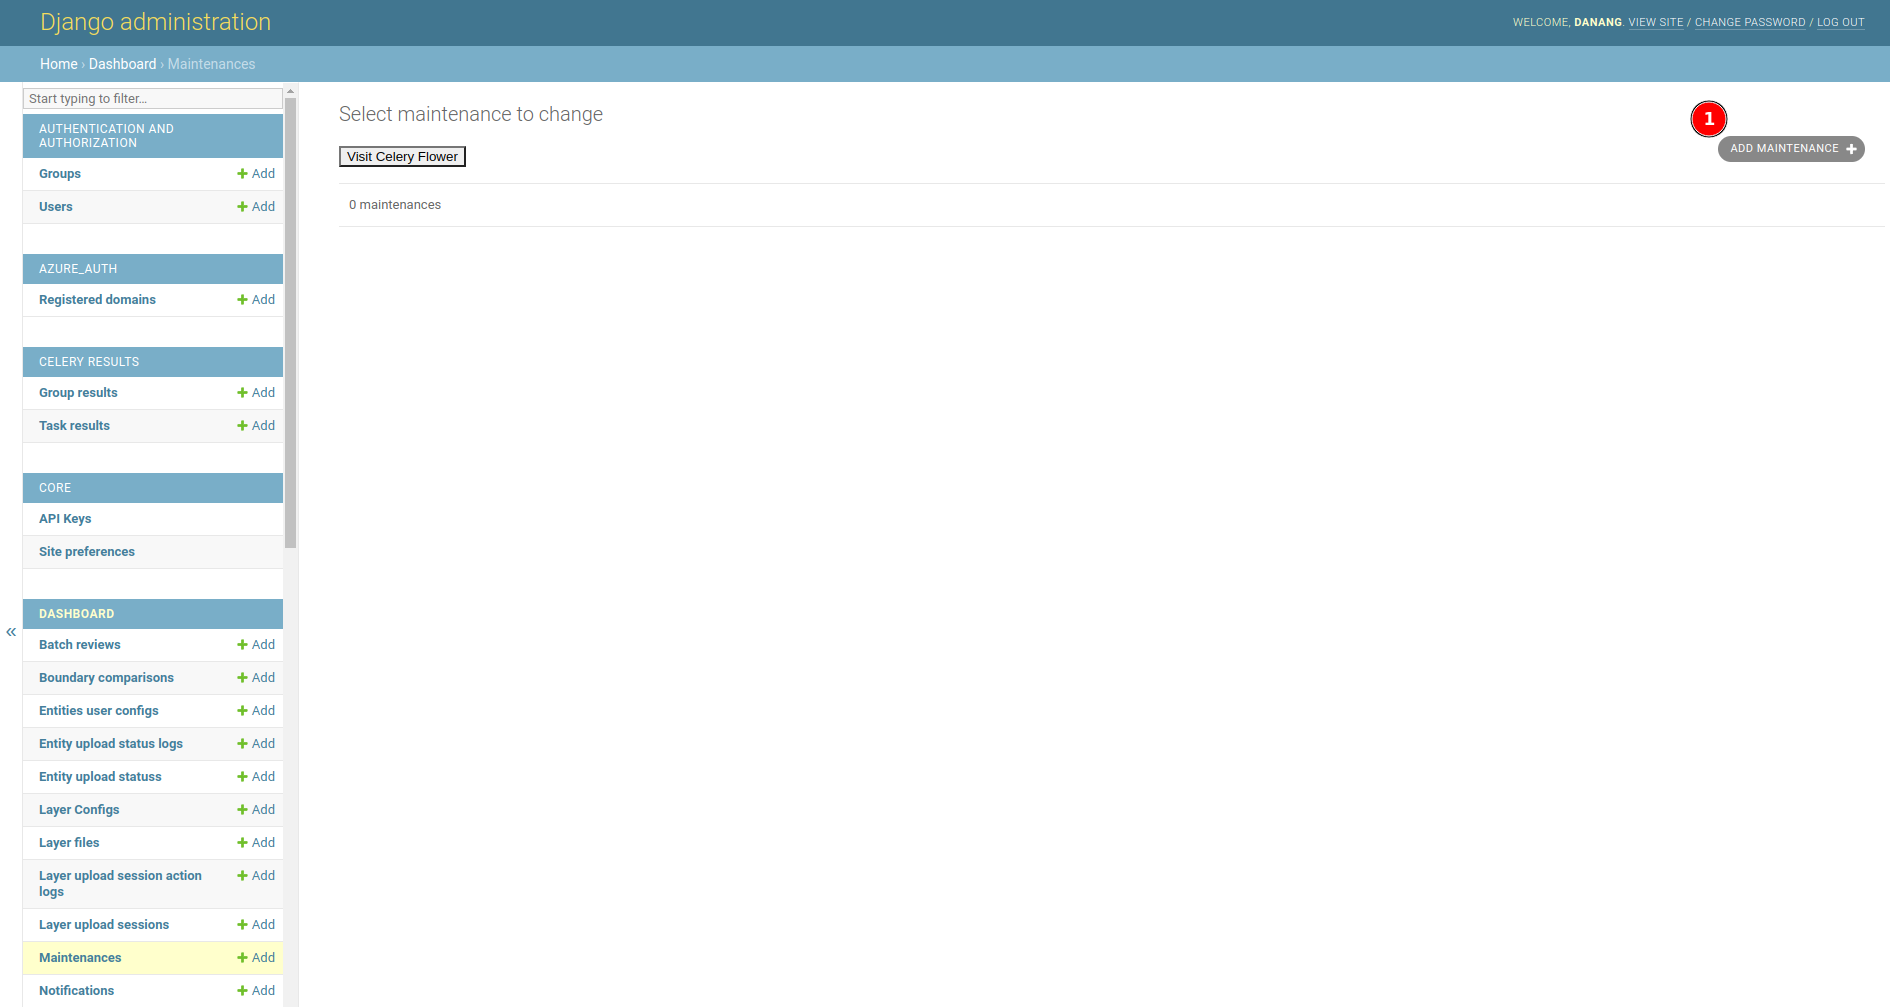 Django administration
WELCOME, DANANG. VIEW SITE / CHANGE PASSWORD / LOG OUT
Home › Dashboard › Maintenances
Start typing to filter...
AUTHENTICATION AND
AUTHORIZATION
Groups Add
Users Add
AZURE_AUTH
Registered domains Add
CELERY RESULTS
Group results Add
Task results Add
CORE
API Keys
Site preferences
DASHBOARD
«
Batch reviews Add
Boundary comparisons Add
Entities user configs Add
Entity upload status logs Add
Entity upload statuss Add
Layer Configs Add
Layer files Add
Layer upload session action Add
logs
Layer upload sessions Add
Maintenances Add
Notifications Add
Select maintenance to change
1
ADD MAINTENANCE
Visit Celery Flower
0 maintenances